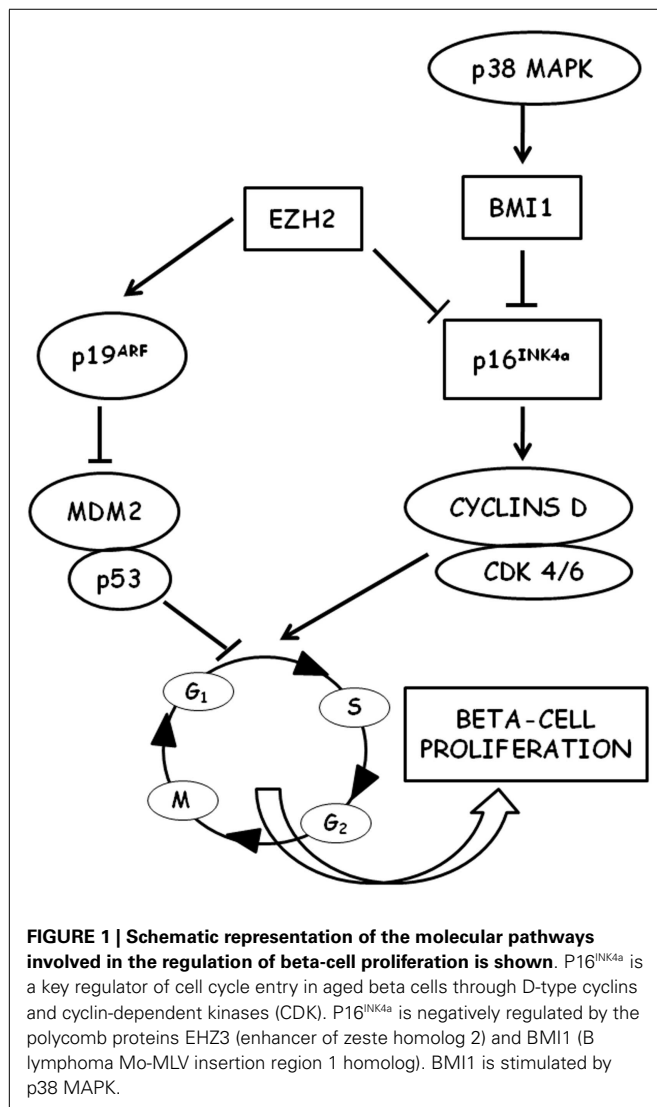 p38 MAPK
EZH2
BMI1
p19ARF
p16INK4a
MDM2
p53
CYCLINS D
CDK 4/6
G1
S
G2
M
BETA-CELL
PROLIFERATION
FIGURE 1 | Schematic representation of the molecular pathways
involved in the regulation of beta-cell proliferation is shown. P16INK4a is
a key regulator of cell cycle entry in aged beta cells through D-type cyclins
and cyclin-dependent kinases (CDK). P16INK4a is negatively regulated by the
polycomb proteins EHZ3 (enhancer of zeste homolog 2) and BMI1 (B
lymphoma Mo-MLV insertion region 1 homolog). BMI1 is stimulated by
p38 MAPK.